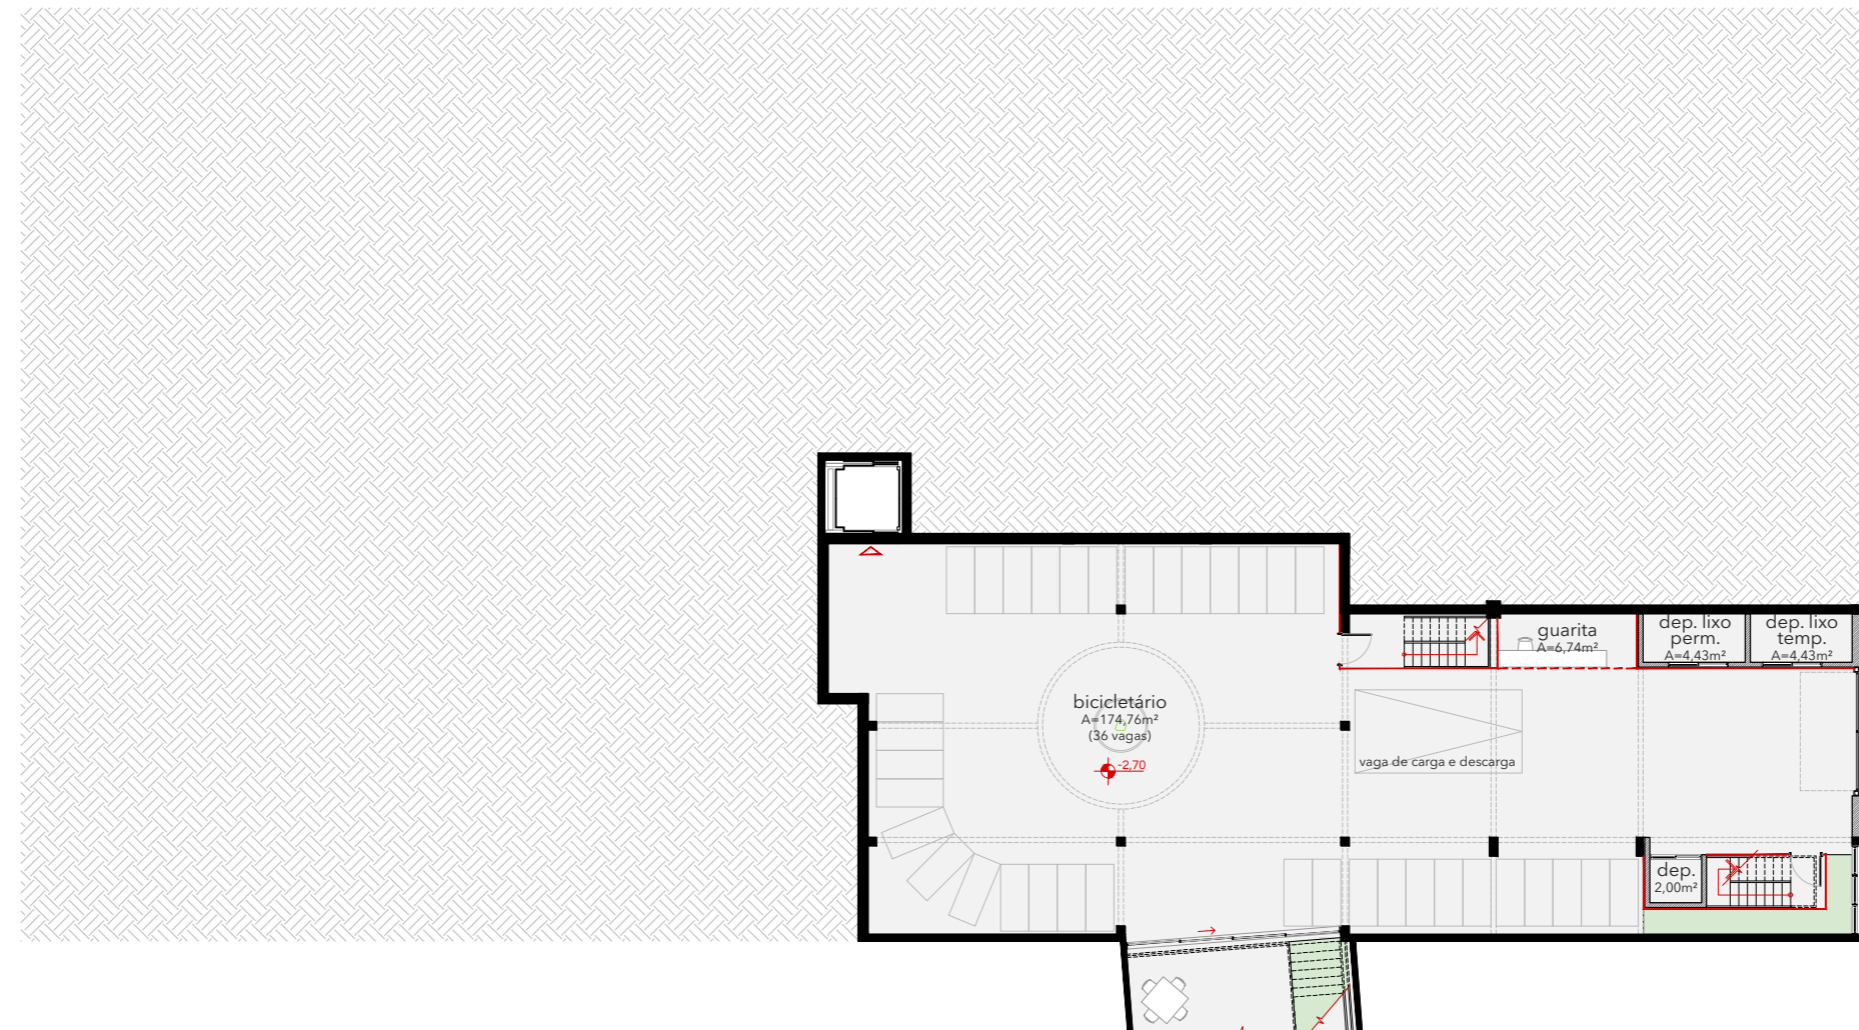 guarita
A=6,74m²
dep. lixo
perm.
A=4,43m²
dep. lixo
temp.
A=4,43m²
bicicletário
A=174,76m²
(36 vagas)
-2,70
vaga de carga e descarga
dep.
2,00m²